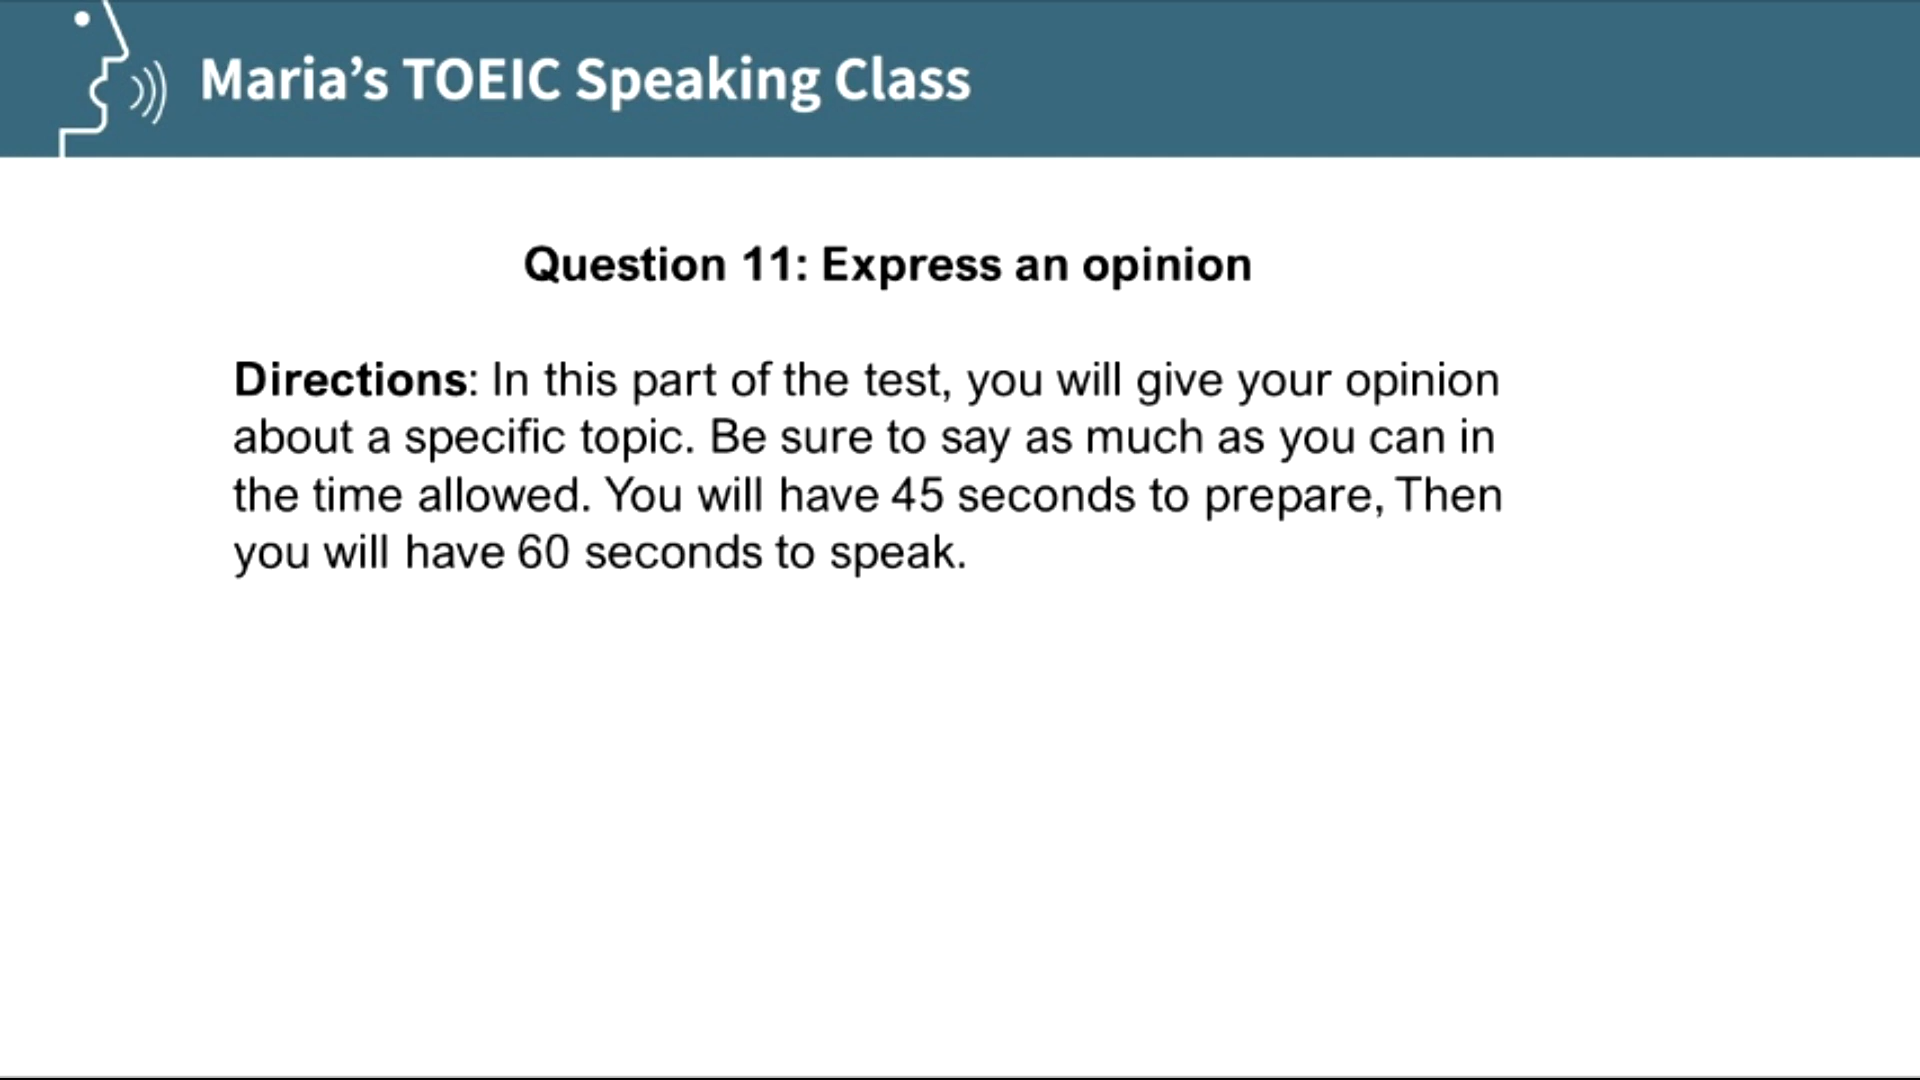 Maria’s TOEIC Speaking Class
Question 11: Express an opinion
Directions: In this part of the test, you will give your opinion
about a specific topic. Be sure to say as much as you can in
the time allowed. You will have 45 seconds to prepare, Then
you will have 60 seconds to speak.